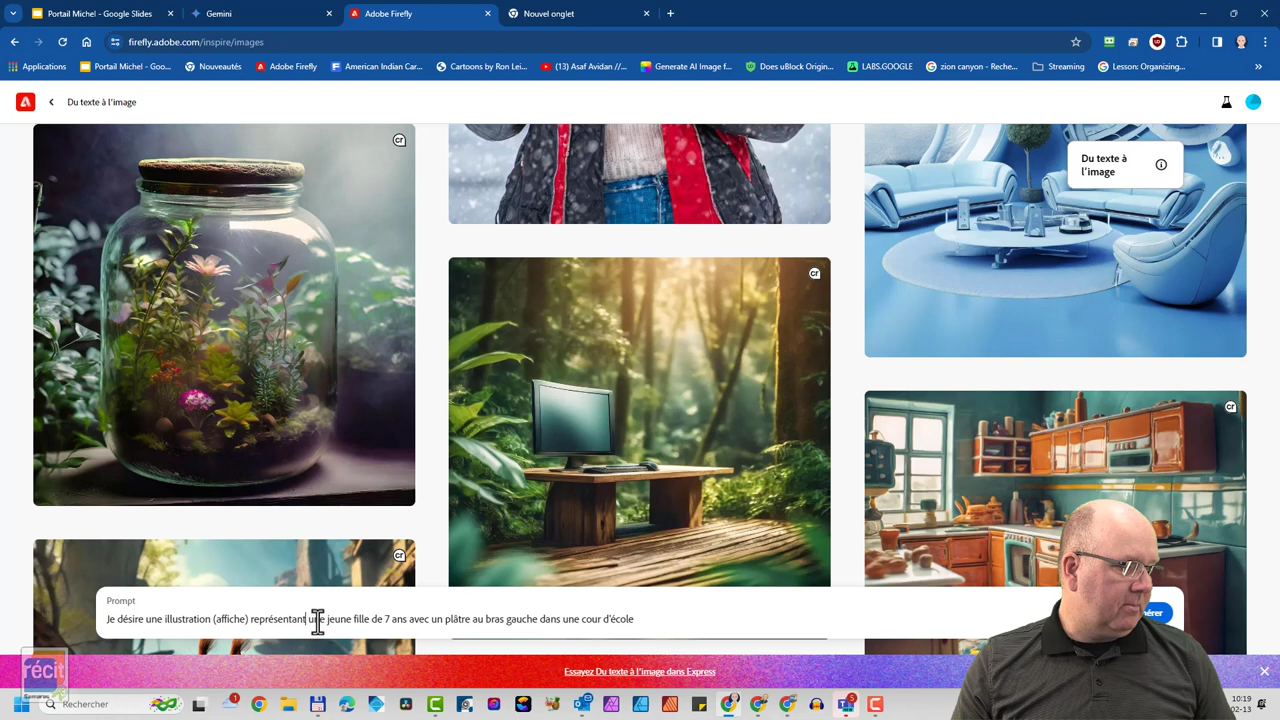 Portail Michel - Google Slides
Gemini
Adobe Firefly
Nouvel onglet
firefly.adobe.com/inspire/images
Applications
Portail Michel - Goo...
Nouveautés
Adobe Firefly
American Indian Car...
Cartoons by Ron Lei...
(13) Asaf Avidan //...
Generate AI Image f...
Does uBlock Origin...
LABS.GOOGLE
zion canyon - Reche...
Streaming
Lesson: Organizing...
Du texte à l'image
Du texte à
l'image
Prompt
Je désire une illustration (affiche) représentant une jeune fille de 7 ans avec un plâtre au bras gauche dans une cour d'école
Essayez Du texte à l'image dans Express
récit
Rechercher
10:19
02-13